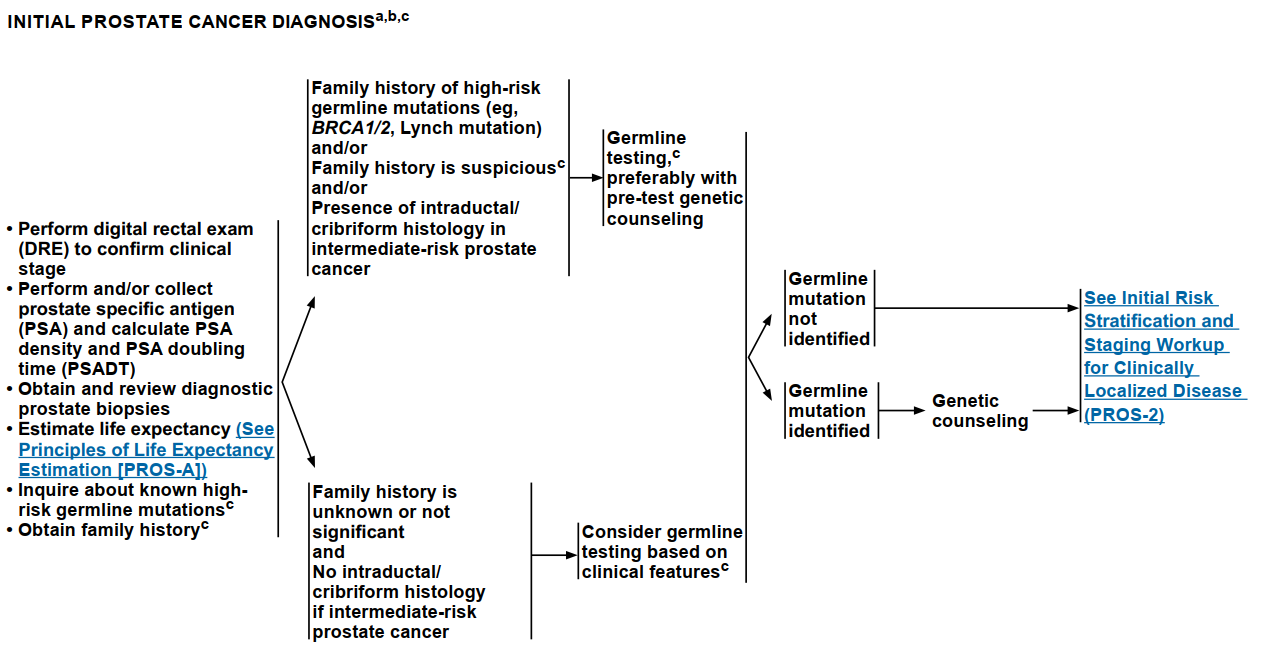 INITIAL PROSTATE CANCER DIAGNOSISa,b,c
• Perform digital rectal exam
(DRE) to confirm clinical
stage
• Perform and/or collect
prostate specific antigen
(PSA) and calculate PSA
density and PSA doubling
time (PSADT)
• Obtain and review diagnostic
prostate biopsies
• Estimate life expectancy (See
Principles of Life Expectancy
Estimation [PROS-A])
• Inquire about known high-
risk germline mutationsc
• Obtain family historyc
Family history of high-risk
germline mutations (eg,
BRCA1/2, Lynch mutation)
and/or
Family history is suspiciousc
and/or
Presence of intraductal/
cribriform histology in
intermediate-risk prostate
cancer
Germline
testing,c
preferably with
pre-test genetic
counseling
Family history is
unknown or not
significant
and
No intraductal/
cribriform histology
if intermediate-risk
prostate cancer
Consider germline
testing based on
clinical featuresc
Germline
mutation
not
identified
Germline
mutation
identified
Genetic
counseling
See Initial Risk
Stratification and
Staging Workup
for Clinically
Localized Disease
(PROS-2)